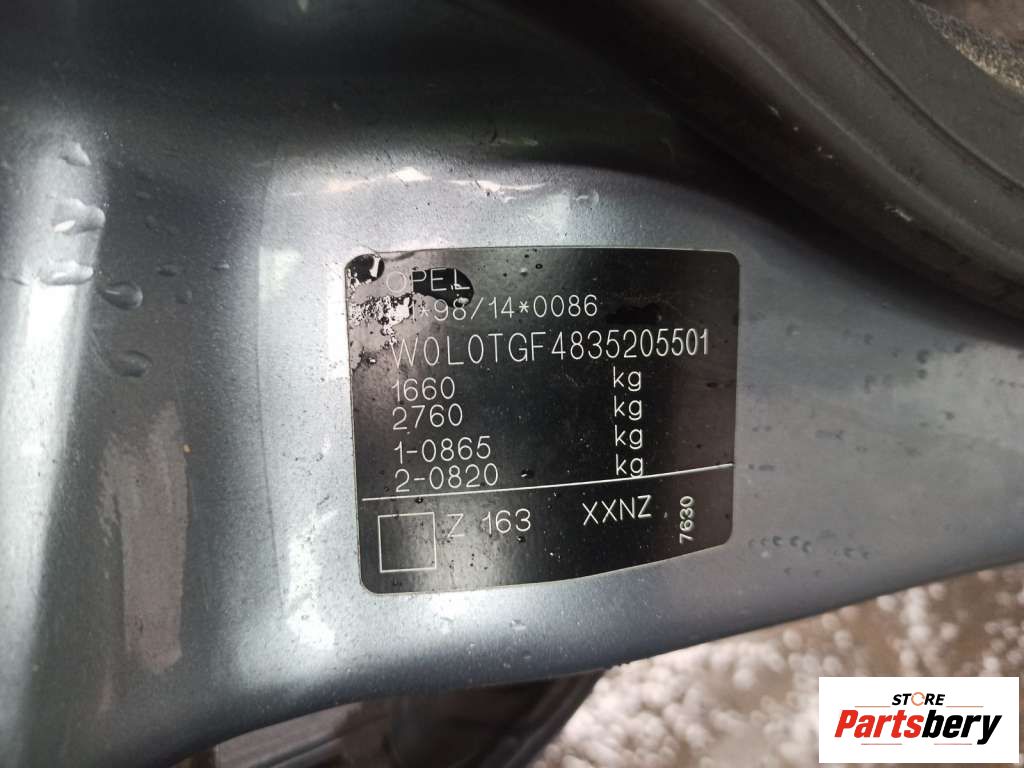 OPEL
*98/14*0086
W0L0TGF4835205501
1660 kg
2760 kg
1-0865 kg
2-0820 kg
Z 163 XXNZ 7630
STORE
Partsbery